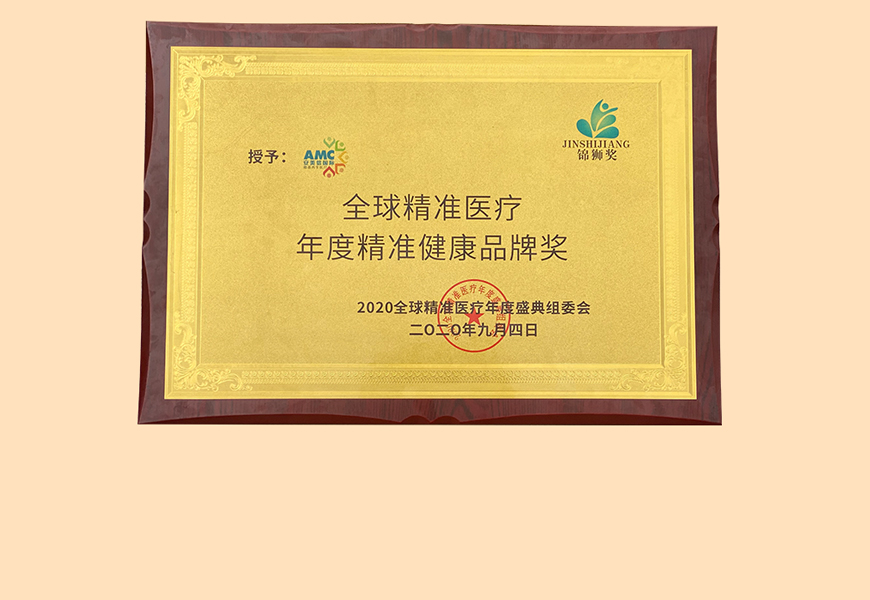 JINSHIJIANG
锦狮奖
授予：
AMC
全球精准医疗
年度精准健康品牌奖
2020全球精准医疗年度盛典组委会
二〇二〇年九月四日